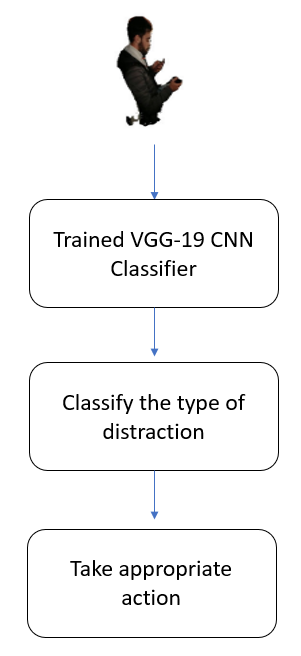 Trained VGG-19 CNN
Classifier
Classify the type of
distraction
Take appropriate
action